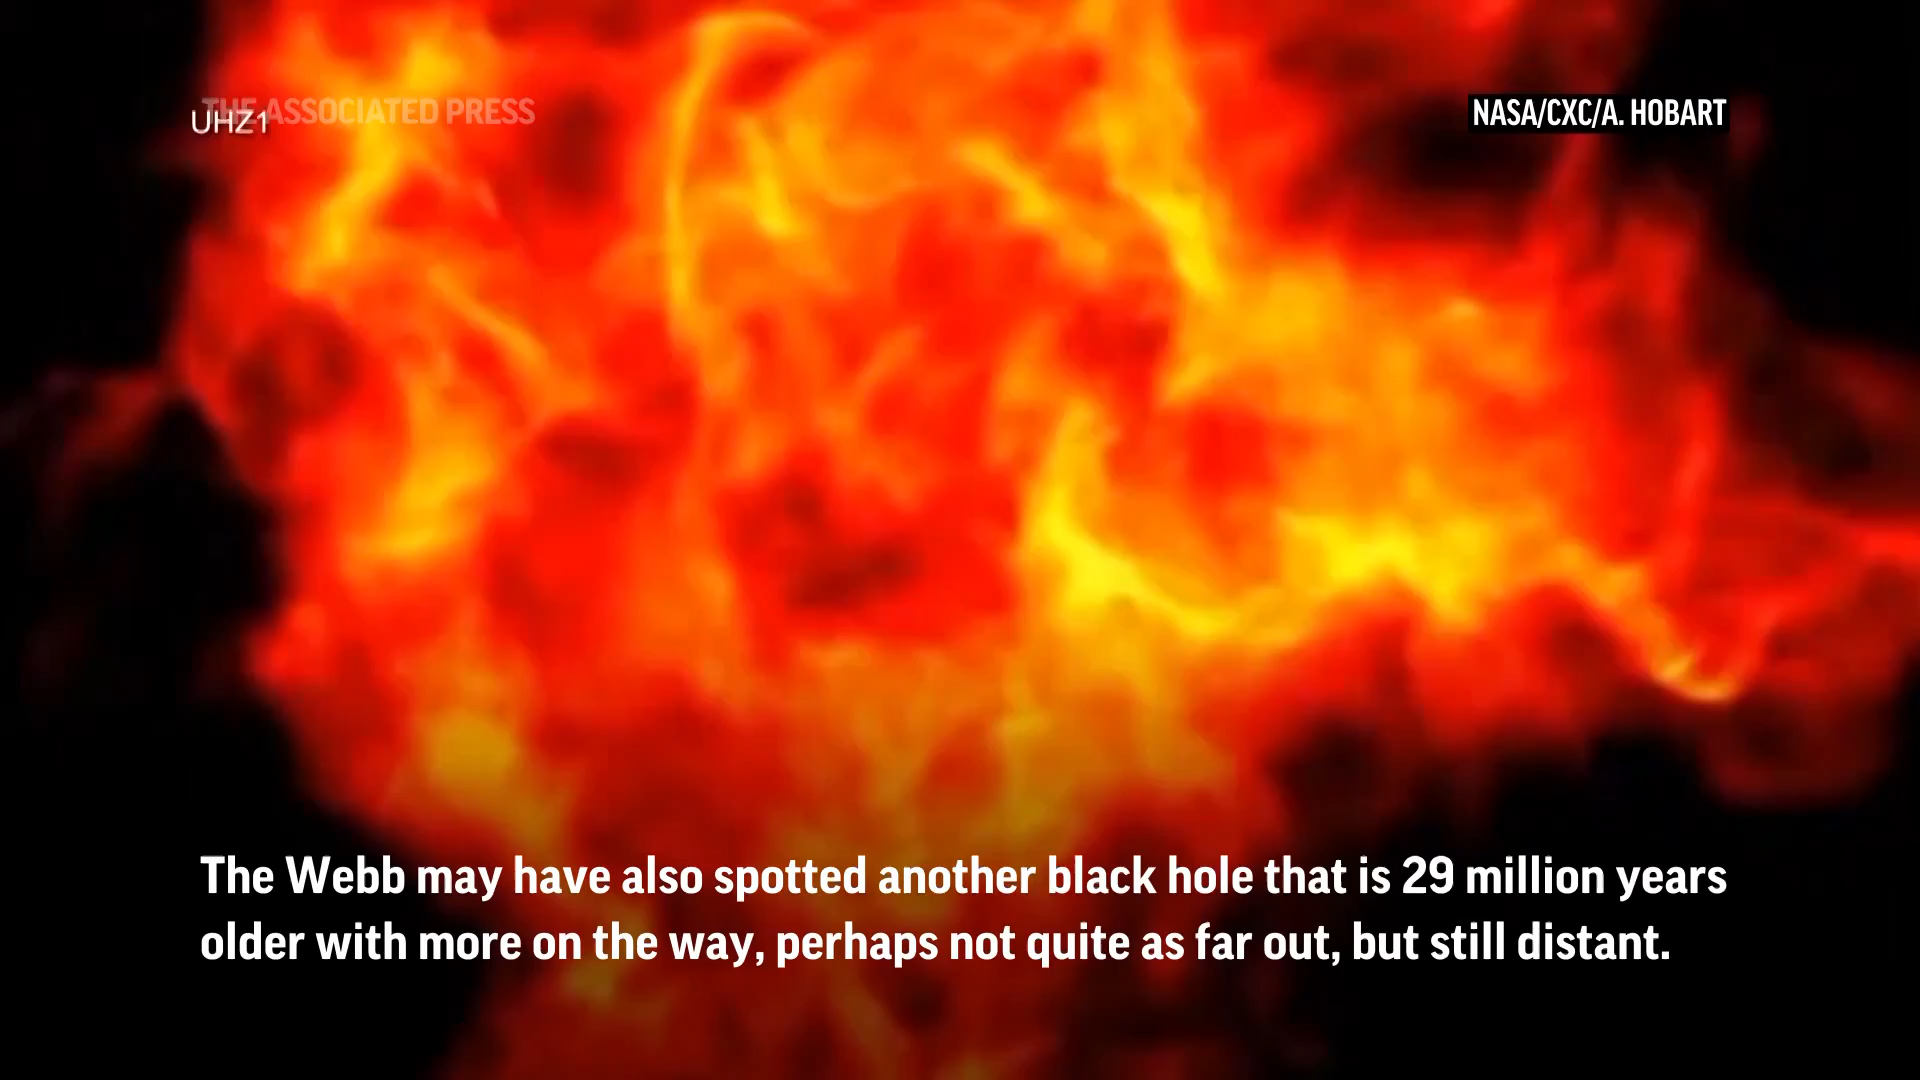 THE ASSOCIATED PRESS
UHZ1
NASA/CXC/A. HOBART
The Webb may have also spotted another black hole that is 29 million years
older with more on the way, perhaps not quite as far out, but still distant.